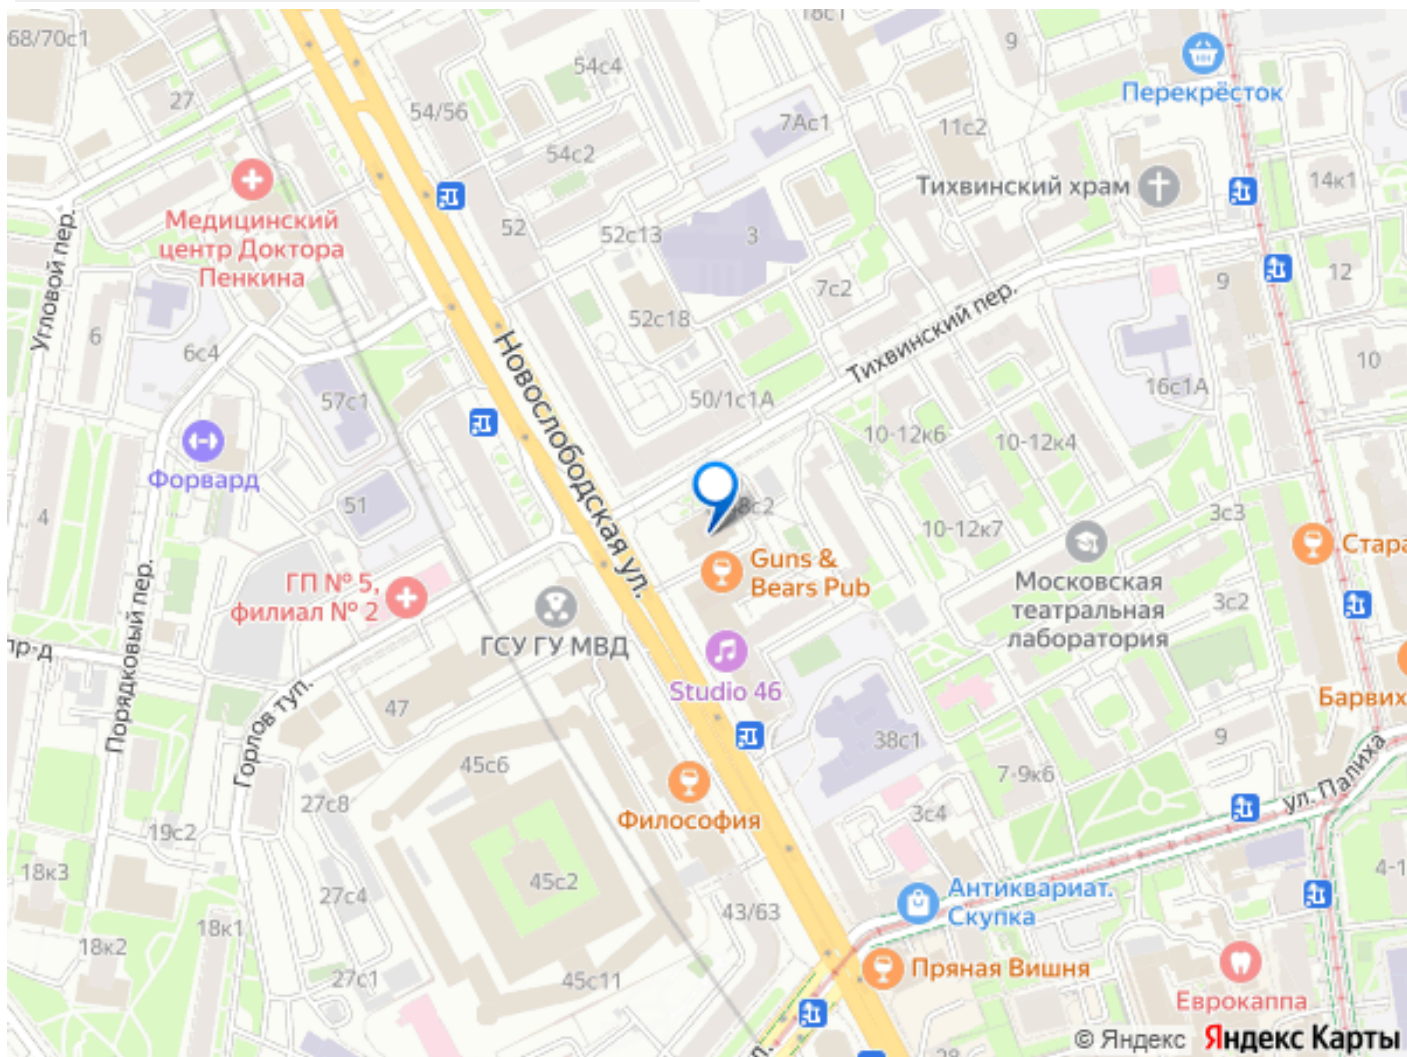 68/70с1
18с1
9
54с4
27
54/56
7Ас1
11с2
Перекрёсток
54с2
Тихвинский храм
14к1
Медицинский
центр Доктора
Пенкина
52
52с13
3
Угловой пер.
7с2
9
12
6
52с18
6с4
Новослободская ул.
Тихвинский пер.
10
57с1
50/1с1А
16с1А
10-12к6
10-12к4
Форвард
51
4
10-12к7
3с3
Guns &
Bears Pub
Стара
ГП № 5,
филиал № 2
Московская
театральная
лаборатория
3с2
ГСУ ГУ МВД
пр-д
Порядковый пер.
Studio 46
Барвих
47
Горлов туп.
38с1
9
45с6
7-9к6
ул. Палиха
27с8
Философия
3с4
19с2
18к3
4-1
45с2
27с4
Антиквариат.
Скупка
43/63
18к1
18к2
Пряная Вишня
27с1
45с11
Еврокаппа
28
© Яндекс Яндекс Карты